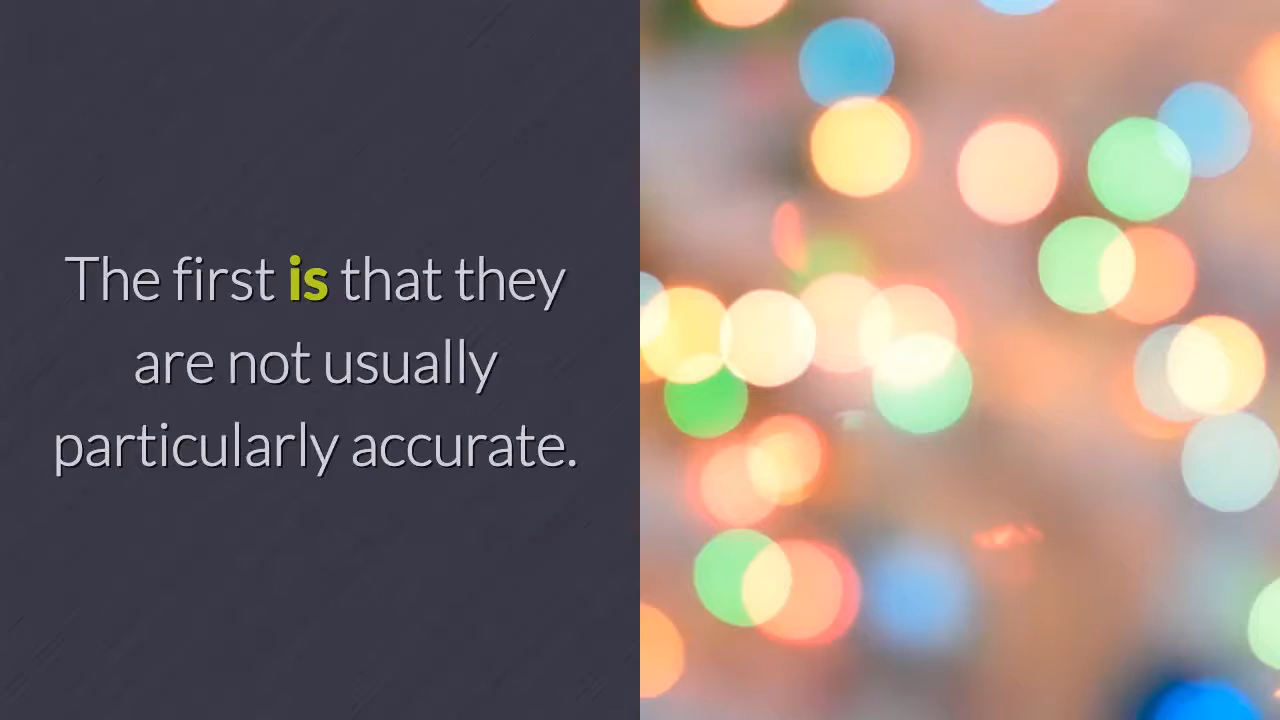 The first is that they
are not usually
particularly accurate.